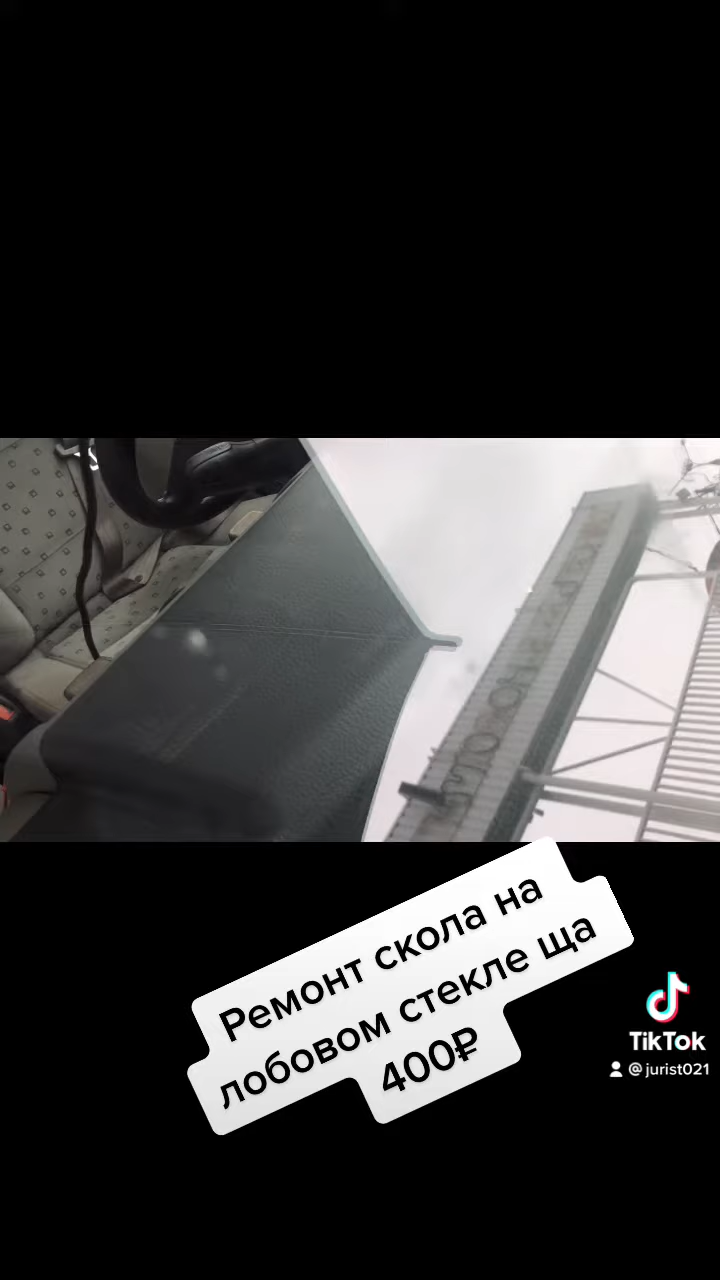 Ремонт скола на
лобовом стекле ща
400₽
TikTok
@jurist021